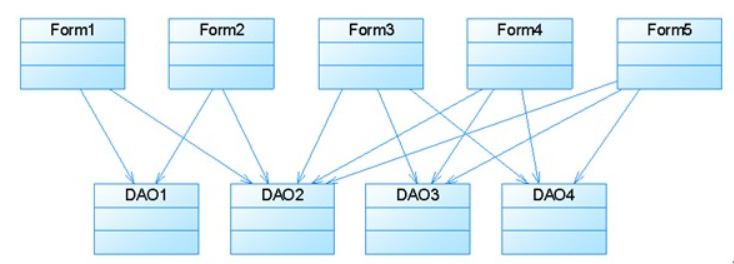 Form1 Form2 Form3 Form4 Form5
DAO1 DAO2 DAO3 DAO4